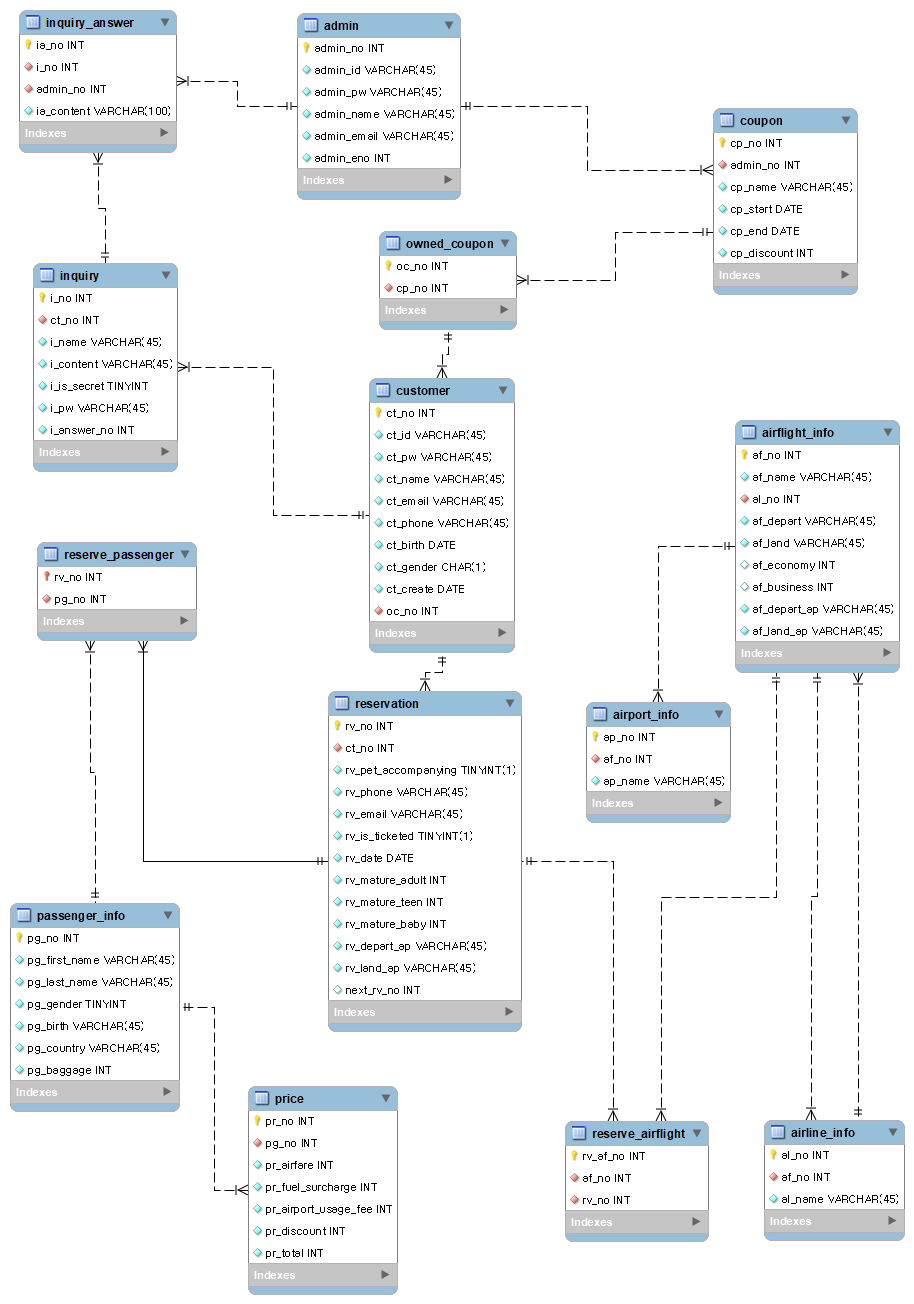 inquiry_answer
ia_no INT
i_no INT
admin_no INT
ia_content VARCHAR(100)
Indexes
admin
admin_no INT
admin_id VARCHAR(45)
admin_pw VARCHAR(45)
admin_name VARCHAR(45)
admin_email VARCHAR(45)
admin_eno INT
Indexes
coupon
cp_no INT
admin_no INT
cp_name VARCHAR(45)
cp_start DATE
cp_end DATE
cp_discount INT
Indexes
owned_coupon
oc_no INT
cp_no INT
Indexes
inquiry
i_no INT
ct_no INT
i_name VARCHAR(45)
i_content VARCHAR(45)
i_is_secret TINYINT
i_pw VARCHAR(45)
i_answer_no INT
Indexes
customer
ct_no INT
ct_id VARCHAR(45)
ct_pw VARCHAR(45)
ct_name VARCHAR(45)
ct_email VARCHAR(45)
ct_phone VARCHAR(45)
ct_birth DATE
ct_gender CHAR(1)
ct_create DATE
oc_no INT
Indexes
airflight_info
af_no INT
af_name VARCHAR(45)
al_no INT
af_depart VARCHAR(45)
af_land VARCHAR(45)
af_economy INT
af_business INT
af_depart_ap VARCHAR(45)
af_land_ap VARCHAR(45)
Indexes
reserve_passenger
rv_no INT
pg_no INT
Indexes
reservation
rv_no INT
ct_no INT
rv_pet_accompanying TINYINT(1)
rv_phone VARCHAR(45)
rv_email VARCHAR(45)
rv_is_ticketed TINYINT(1)
rv_date DATE
rv_mature_adult INT
rv_mature_teen INT
rv_mature_baby INT
rv_depart_ap VARCHAR(45)
rv_land_ap VARCHAR(45)
next_rv_no INT
Indexes
airport_info
ap_no INT
af_no INT
ap_name VARCHAR(45)
Indexes
passenger_info
pg_no INT
pg_first_name VARCHAR(45)
pg_last_name VARCHAR(45)
pg_gender TINYINT
pg_birth VARCHAR(45)
pg_country VARCHAR(45)
pg_baggage INT
Indexes
price
pr_no INT
pg_no INT
pr_airfare INT
pr_fuel_surcharge INT
pr_airport_usage_fee INT
pr_discount INT
pr_total INT
Indexes
reserve_airflight
rv_af_no INT
af_no INT
rv_no INT
Indexes
airline_info
al_no INT
af_no INT
al_name VARCHAR(45)
Indexes